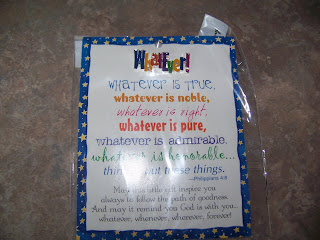 Whatever!
Whatever is true,
whatever is noble,
whatever is right,
whatever is pure,
whatever is admirable,
whatever is honorable...
think about these things.
—Philippians 4:8
May this little gift inspire you
always to follow the path of goodness.
And may it remind you God is with you...
whatever, whenever, wherever, forever!